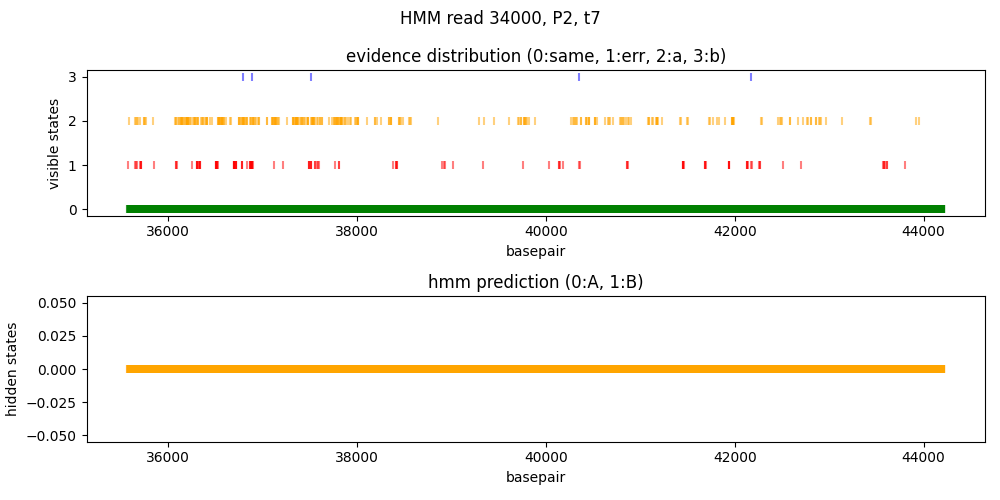 HMM read 34000, P2, t7
evidence distribution (0:same, 1:err, 2:a, 3:b)
visible states
3
2
1
0
36000 38000 40000 42000 44000
basepair
hmm prediction (0:A, 1:B)
hidden states
0.050
0.025
0.000
−0.025
−0.050
36000 38000 40000 42000 44000
basepair